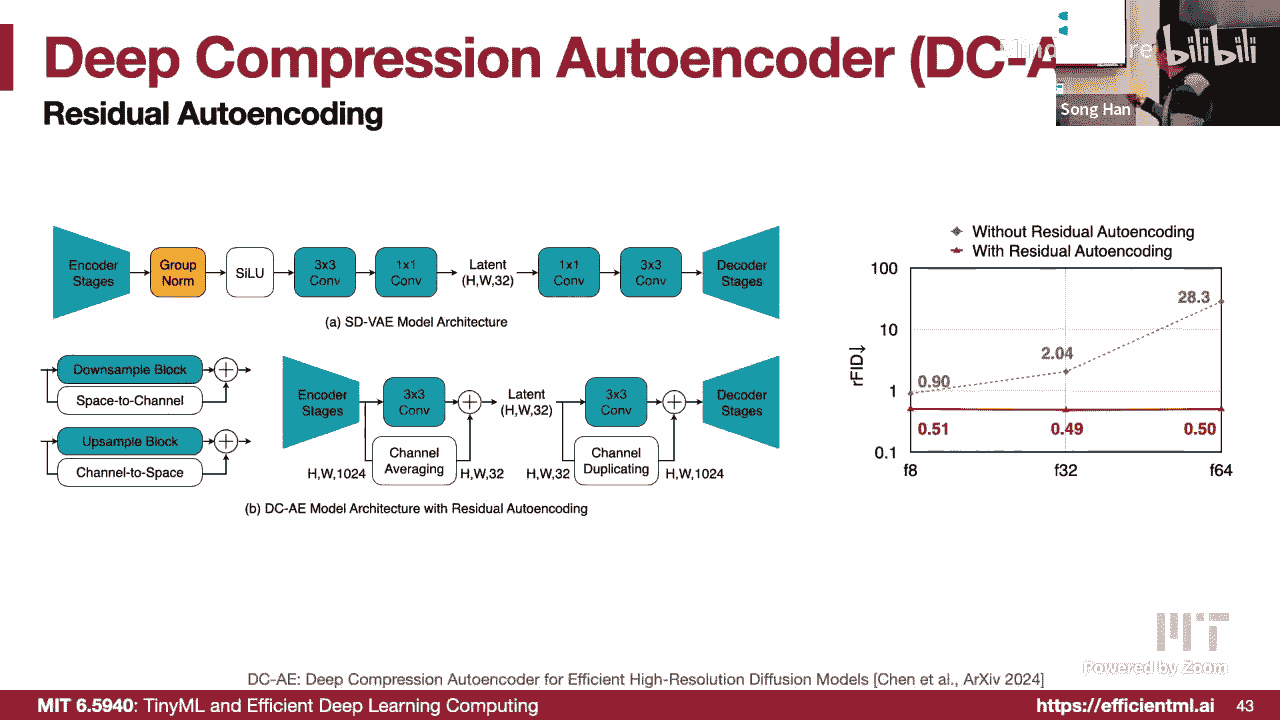 Deep Compression Autoencoder (DC-A
Residual Autoencoding
bilibili
Song Han
Encoder Stages
Group Norm
SiLU
3x3 Conv
1x1 Conv
Latent (H,W,32)
1x1 Conv
3x3 Conv
Decoder Stages
(a) SD-VAE Model Architecture
Downsample Block
Space-to-Channel
Upsample Block
Channel-to-Space
Encoder Stages
3x3 Conv
Channel Averaging
H,W,1024
H,W,32
Latent (H,W,32)
3x3 Conv
Channel Duplicating
H,W,32
H,W,1024
Decoder Stages
(b) DC-AE Model Architecture with Residual Autoencoding
Without Residual Autoencoding
With Residual Autoencoding
rFID↓
100
10
1
0.1
0.90
2.04
28.3
0.51
0.49
0.50
f8
f32
f64
MIT
Powered by Zoom
DC-AE: Deep Compression Autoencoder for Efficient High-Resolution Diffusion Models [Chen et al., ArXiv 2024]
MIT 6.5940: TinyML and Efficient Deep Learning Computing
https://efficientml.ai
43